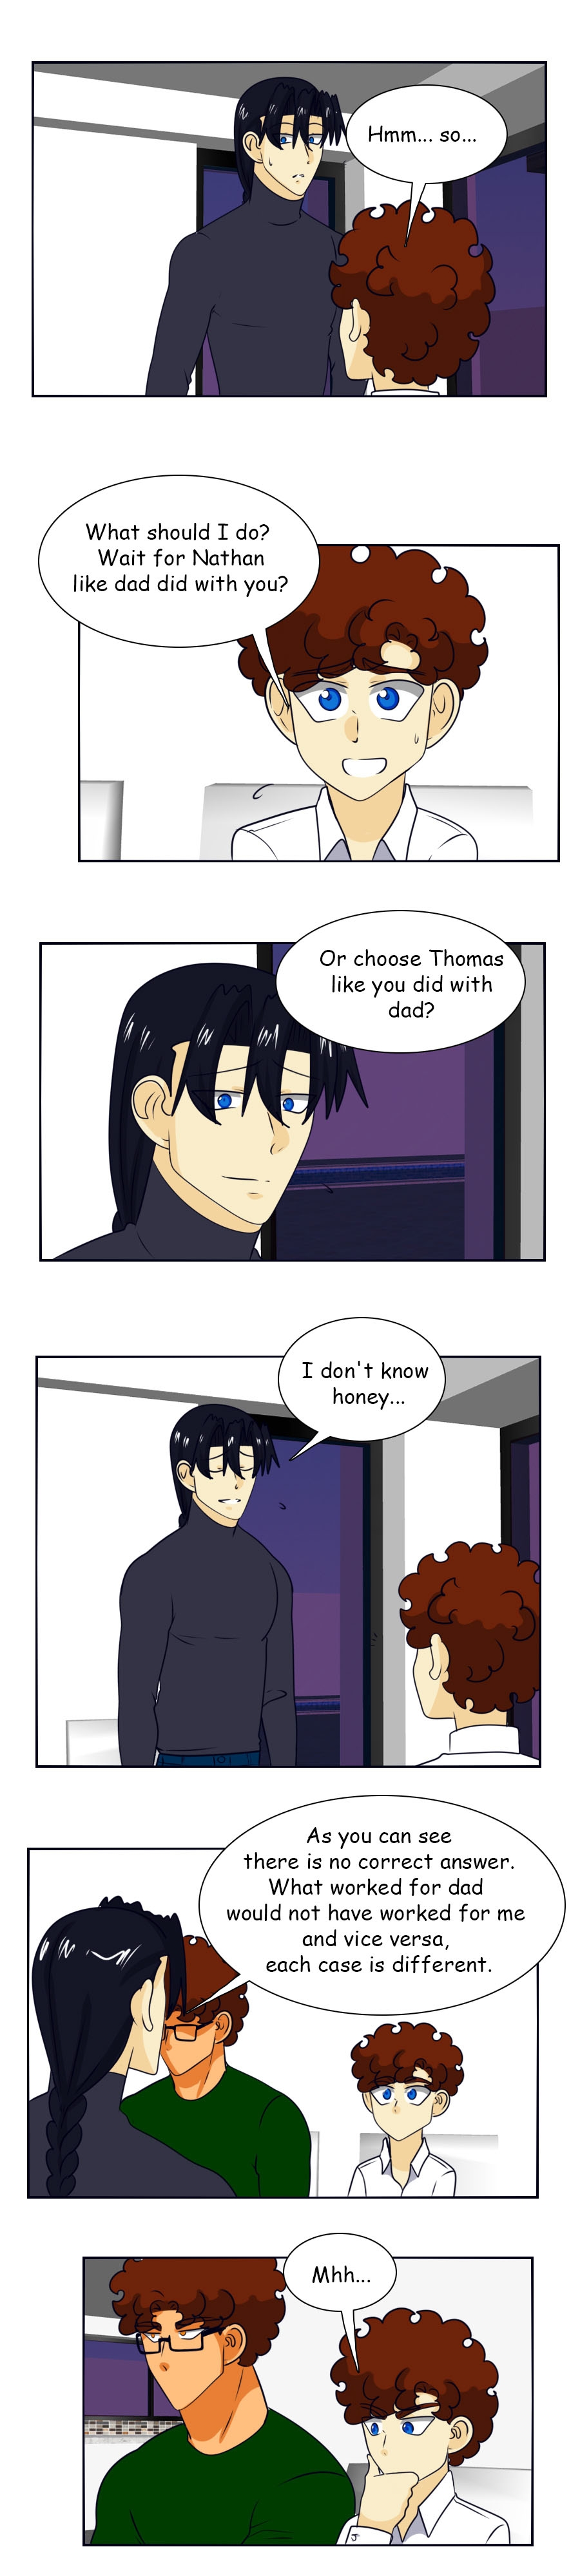 Hmm... so...
What should I do?
Wait for Nathan
like dad did with you?
Or choose Thomas
like you did with
dad?
I don't know
honey...
As you can see
there is no correct answer.
What worked for dad
would not have worked for me
and vice versa,
each case is different.
Mhh...